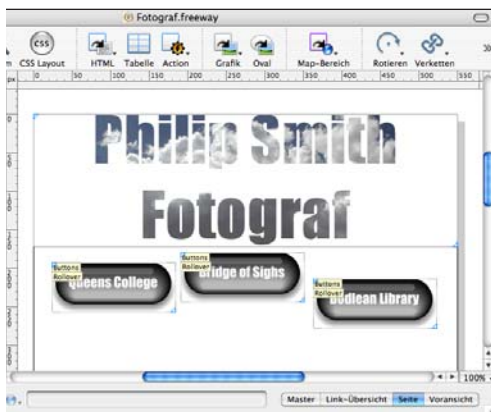 Fotograf.freeway
CSS
m CSS Layout HTML Tabelle Action Grafik Oval Map-Bereich Rotieren Verketten
px 0 50 100 150 200 250 300 350 400 450 500 550
Philip Smith
Fotograf
Buttons
Rollover
Queens College
Buttons
Rollover
Bridge of Sighs
Buttons
Rollover
Bodlean Library
100%
Master Link-Übersicht Seite Voransicht